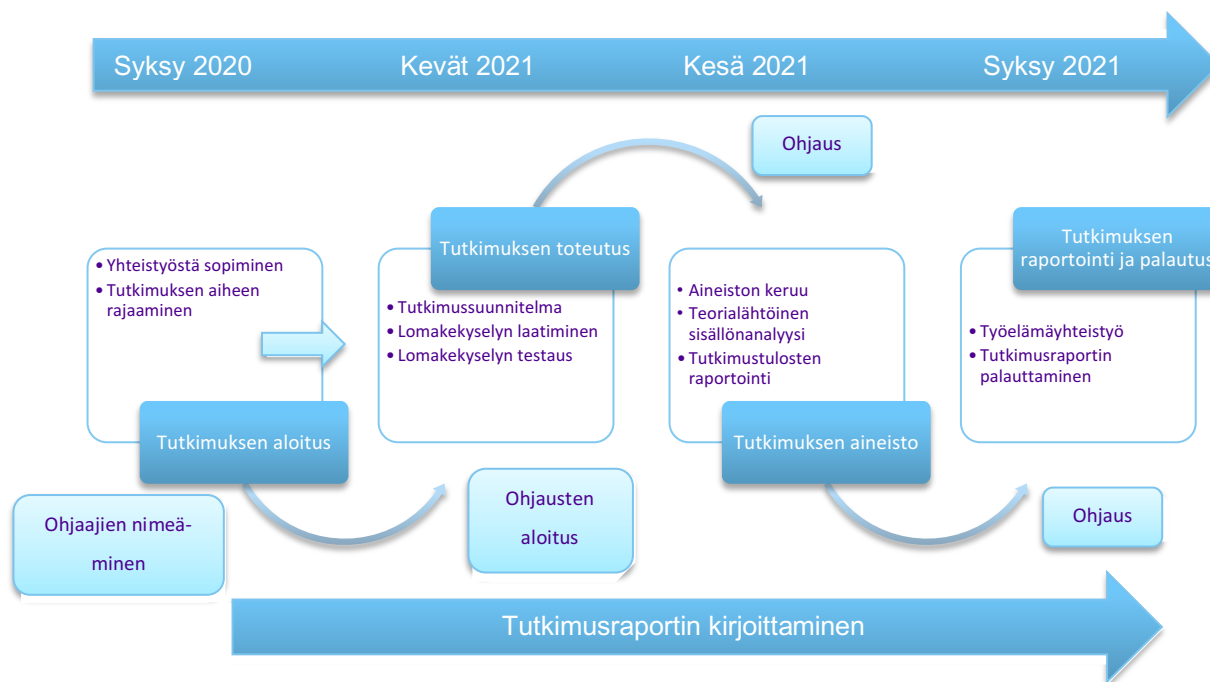 Syksy 2020
Kevät 2021
Kesä 2021
Syksy 2021
Ohjaus
• Yhteistyöstä sopiminen
• Tutkimuksen aiheen
rajaaminen
Tutkimuksen aloitus
Tutkimuksen toteutus
• Tutkimussuunnitelma
• Lomakekyselyn laatiminen
• Lomakekyselyn testaus
• Aineiston keruu
• Teorialähtöinen
sisällönanalyysi
• Tutkimustulosten
raportointi
Tutkimuksen aineisto
Tutkimuksen
raportointi ja palautus
• Työelämäyhteistyö
• Tutkimusraportin
palauttaminen
Ohjaajien nimeä-
minen
Ohjausten
aloitus
Ohjaus
Tutkimusraportin kirjoittaminen